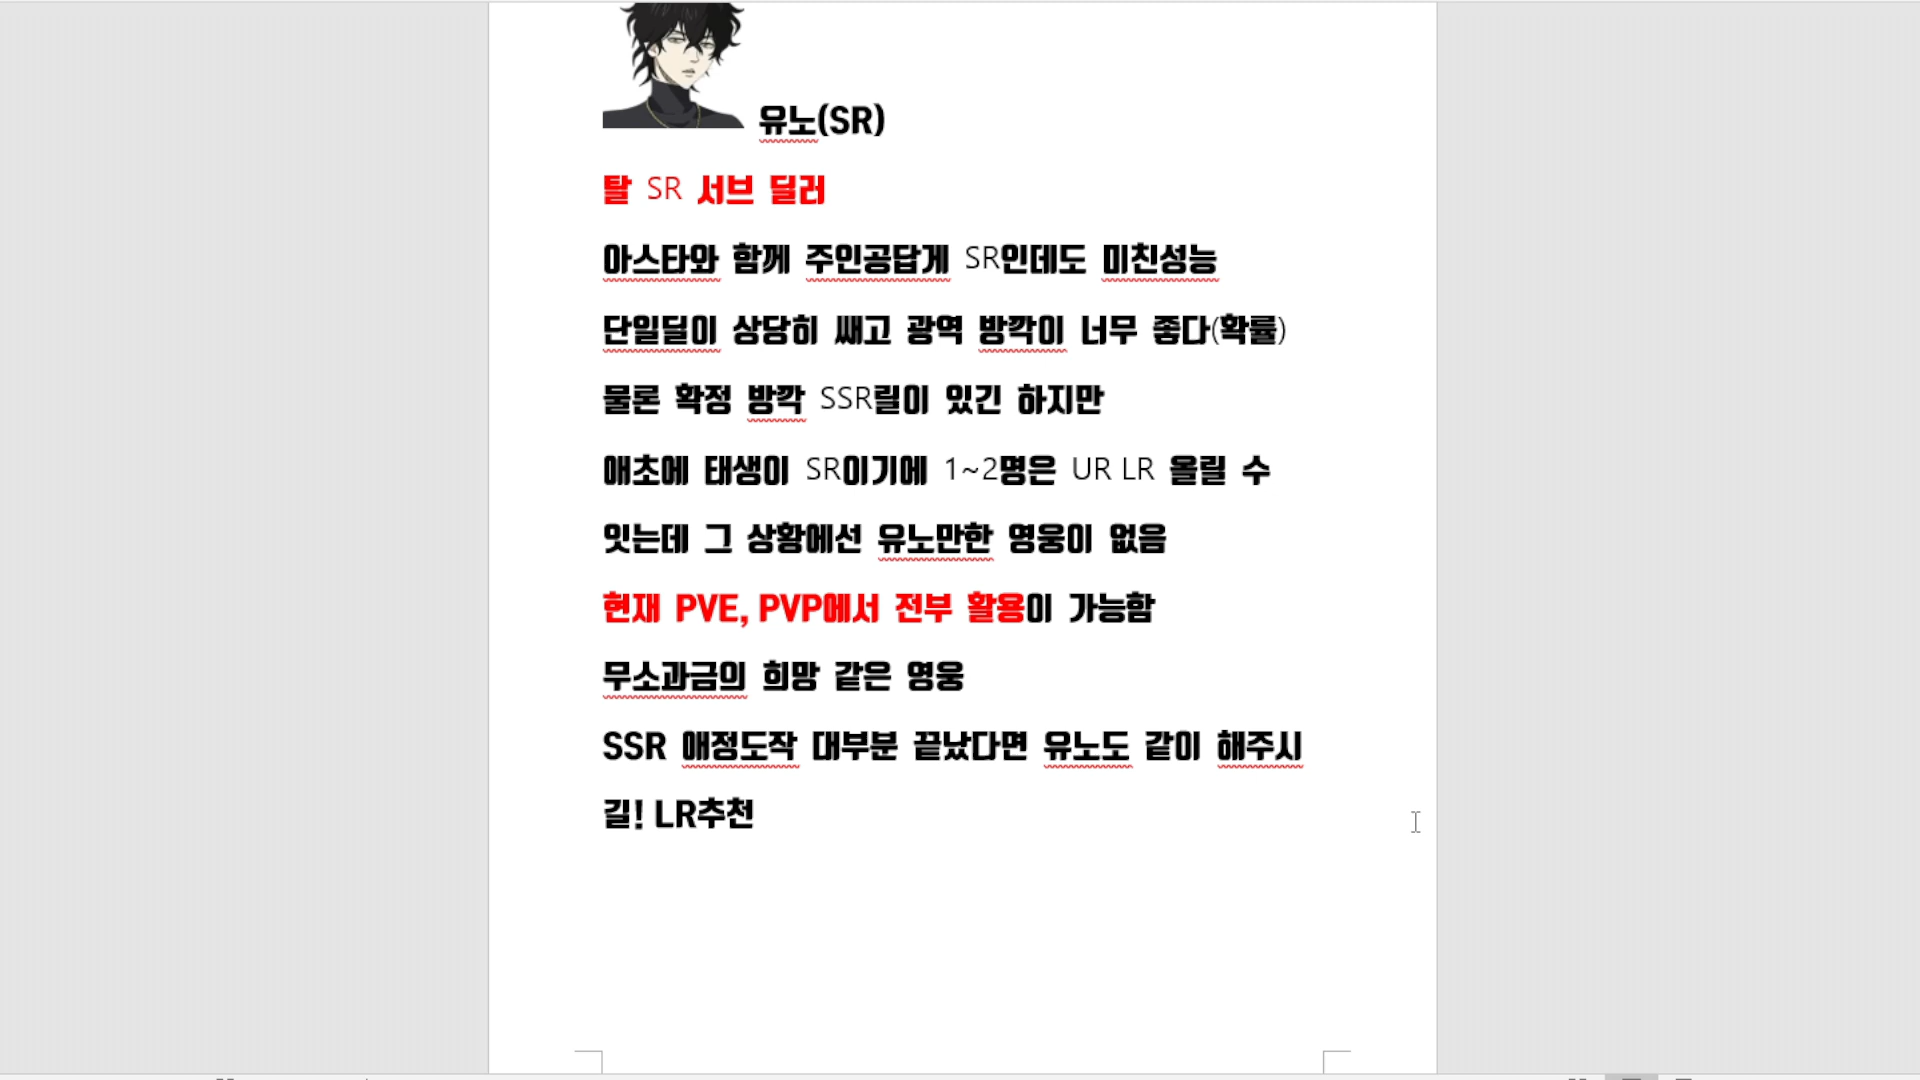 유노(SR)
탈 SR 서브 딜러
아스타와 함께 주인공답게 SR인데도 미친성능
단일딜이 상당히 쌔고 광역 방깍이 너무 좋다(확률)
물론 확정 방깍 SSR릴이 있긴 하지만
애초에 태생이 SR이기에 1~2명은 UR LR 올릴 수
잇는데 그 상황에선 유노만한 영웅이 없음
현재 PVE, PVP에서 전부 활용이 가능함
무소과금의 희망 같은 영웅
SSR 애정도작 대부분 끝났다면 유노도 같이 해주시
길! LR추천